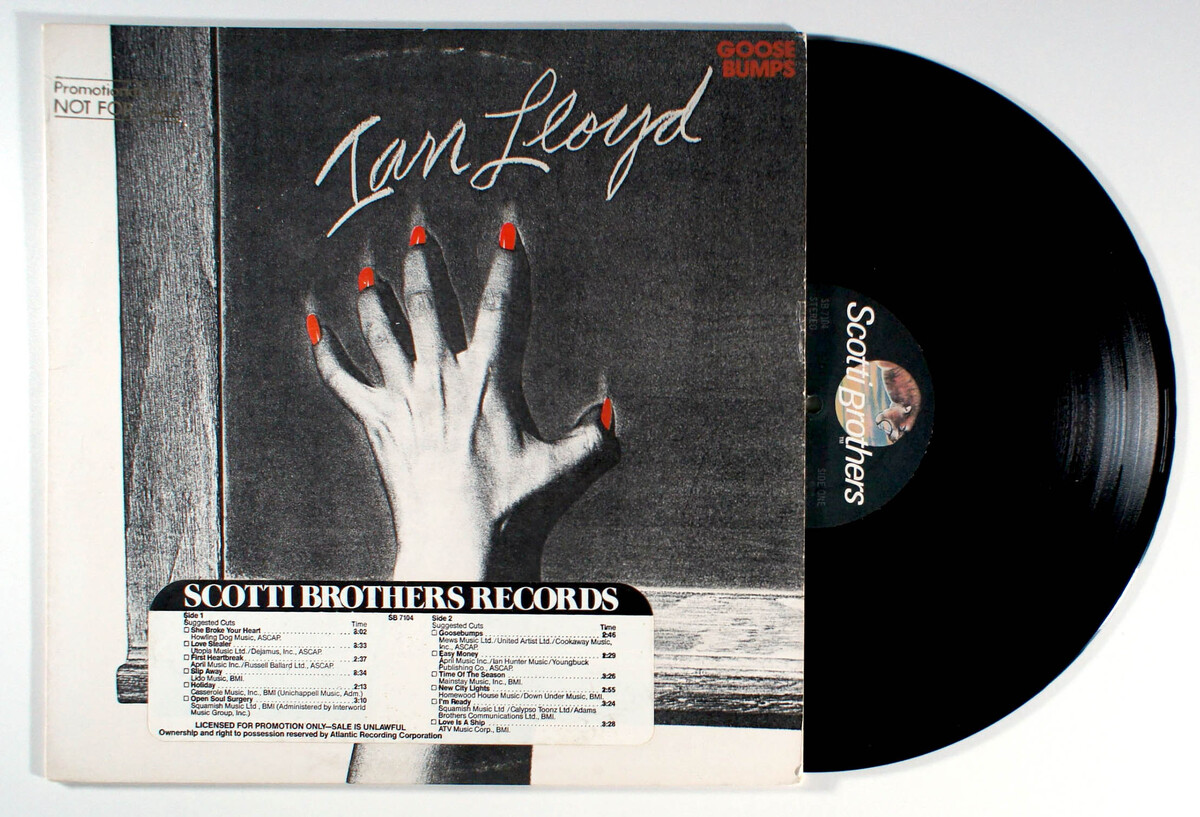 GOOSE
BUMPS
Promotio
NOT FO
Ian Lloyd
SCOTTI BROTHERS RECORDS
Side 1
SB 7104
Suggested Cuts
Time
☐ She Broke Your Heart ........ 3:02
Howling Dog Music, ASCAP.
☐ Love Stealer ........ 3:33
Utopia Music Ltd./Dejamus, Inc., ASCAP.
☐ First Heartbreak ........ 2:37
April Music Inc./Russell Ballard Ltd., ASCAP.
☐ Slip Away ........ 3:34
Lido Music, BMI.
☐ Holiday ........ 2:13
Casserole Music, Inc., BMI (Unichappell Music, Adm.)
☐ Open Soul Surgery ........ 3:10
Squamish Music Ltd., BMI (Administered by Interworld
Music Group, Inc.)
Side 2
Suggested Cuts
Time
☐ Goosebumps ........ 2:46
Mews Music Ltd./United Artist Ltd./Cookaway Music,
Inc., ASCAP.
☐ Easy Money ........ 2:29
April Music Inc./Ian Hunter Music/Youngbuck
Publishing Co., ASCAP.
☐ Time Of The Season ........ 3:26
Mainstay Music, Inc., BMI.
☐ New City Lights ........ 2:55
Homewood House Music/Down Under Music, BMI.
☐ I'm Ready ........ 3:24
Squamish Music Ltd./Calypso Toonz Ltd/Adams
Brothers Communications Ltd., BMI.
☐ Love Is A Ship ........ 3:28
ATV Music Corp., BMI.
LICENSED FOR PROMOTION ONLY—SALE IS UNLAWFUL
Ownership and right to possession reserved by Atlantic Recording Corporation
SB 7104
STEREO
Scotti Brothers
TM
SIDE ONE